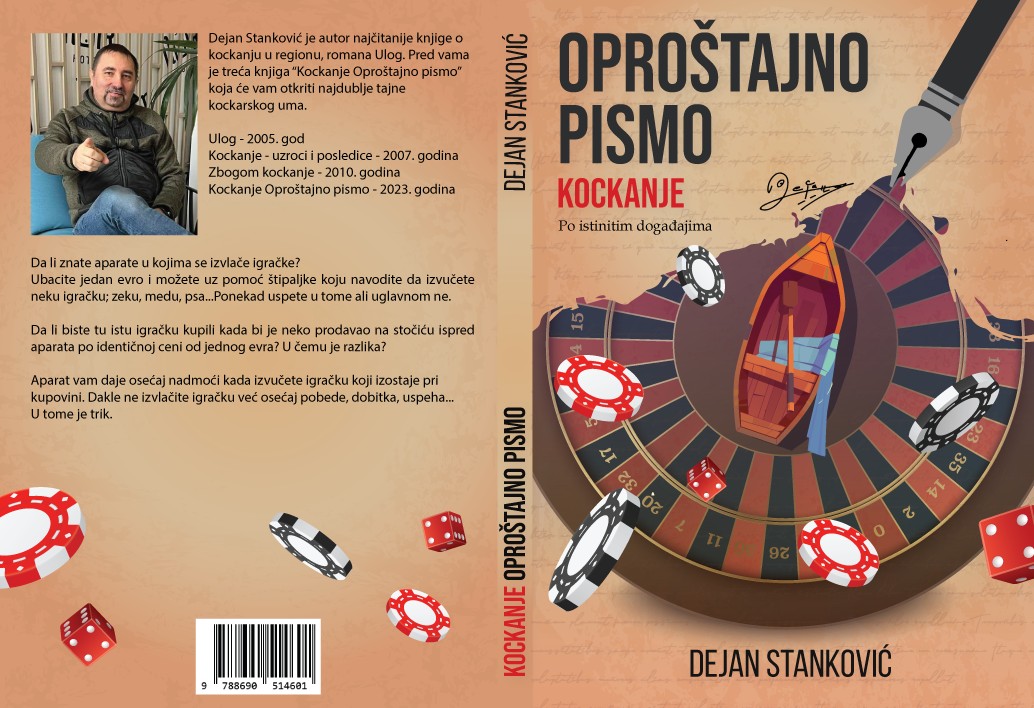 Dejan Stanković je autor najčitanije knjige o
kockanju u regionu, romana Ulog. Pred vama
je treća knjiga “Kockanje Oproštajno pismo”
koja će vam otkriti najdublje tajne
kockarskog uma.
Ulog - 2005. god
Kockanje - uzroci i posledice - 2007. godina
Zbogom kockanje - 2010. godina
Kockanje Oproštajno pismo - 2023. godina
Da li znate aparate u kojima se izvlače igračke?
Ubacite jedan evro i možete uz pomoć štipaljke koju navodite da izvučete
neku igračku; zeku, medu, psa...Ponekad uspete u tome ali uglavnom ne.
Da li biste tu istu igračku kupili kada bi je neko prodavao na stočiću ispred
aparata po identičnoj ceni od jednog evra? U čemu je razlika?
Aparat vam daje osećaj nadmoći kada izvučete igračku koji izostaje pri
kupovini. Dakle ne izvlačite igračku već osećaj pobede, dobitka, uspeha...
U tome je trik.
9 788690 514601
DEJAN STANKOVIĆ
KOCKANJE OPROŠTAJNO PISMO
OPROŠTAJNO
PISMO
KOCKANJE
Dejan
Po istinitim događajima
15
5
17
20
32
7
11
26
0
2
14
35
23
16
DEJAN STANKOVIĆ